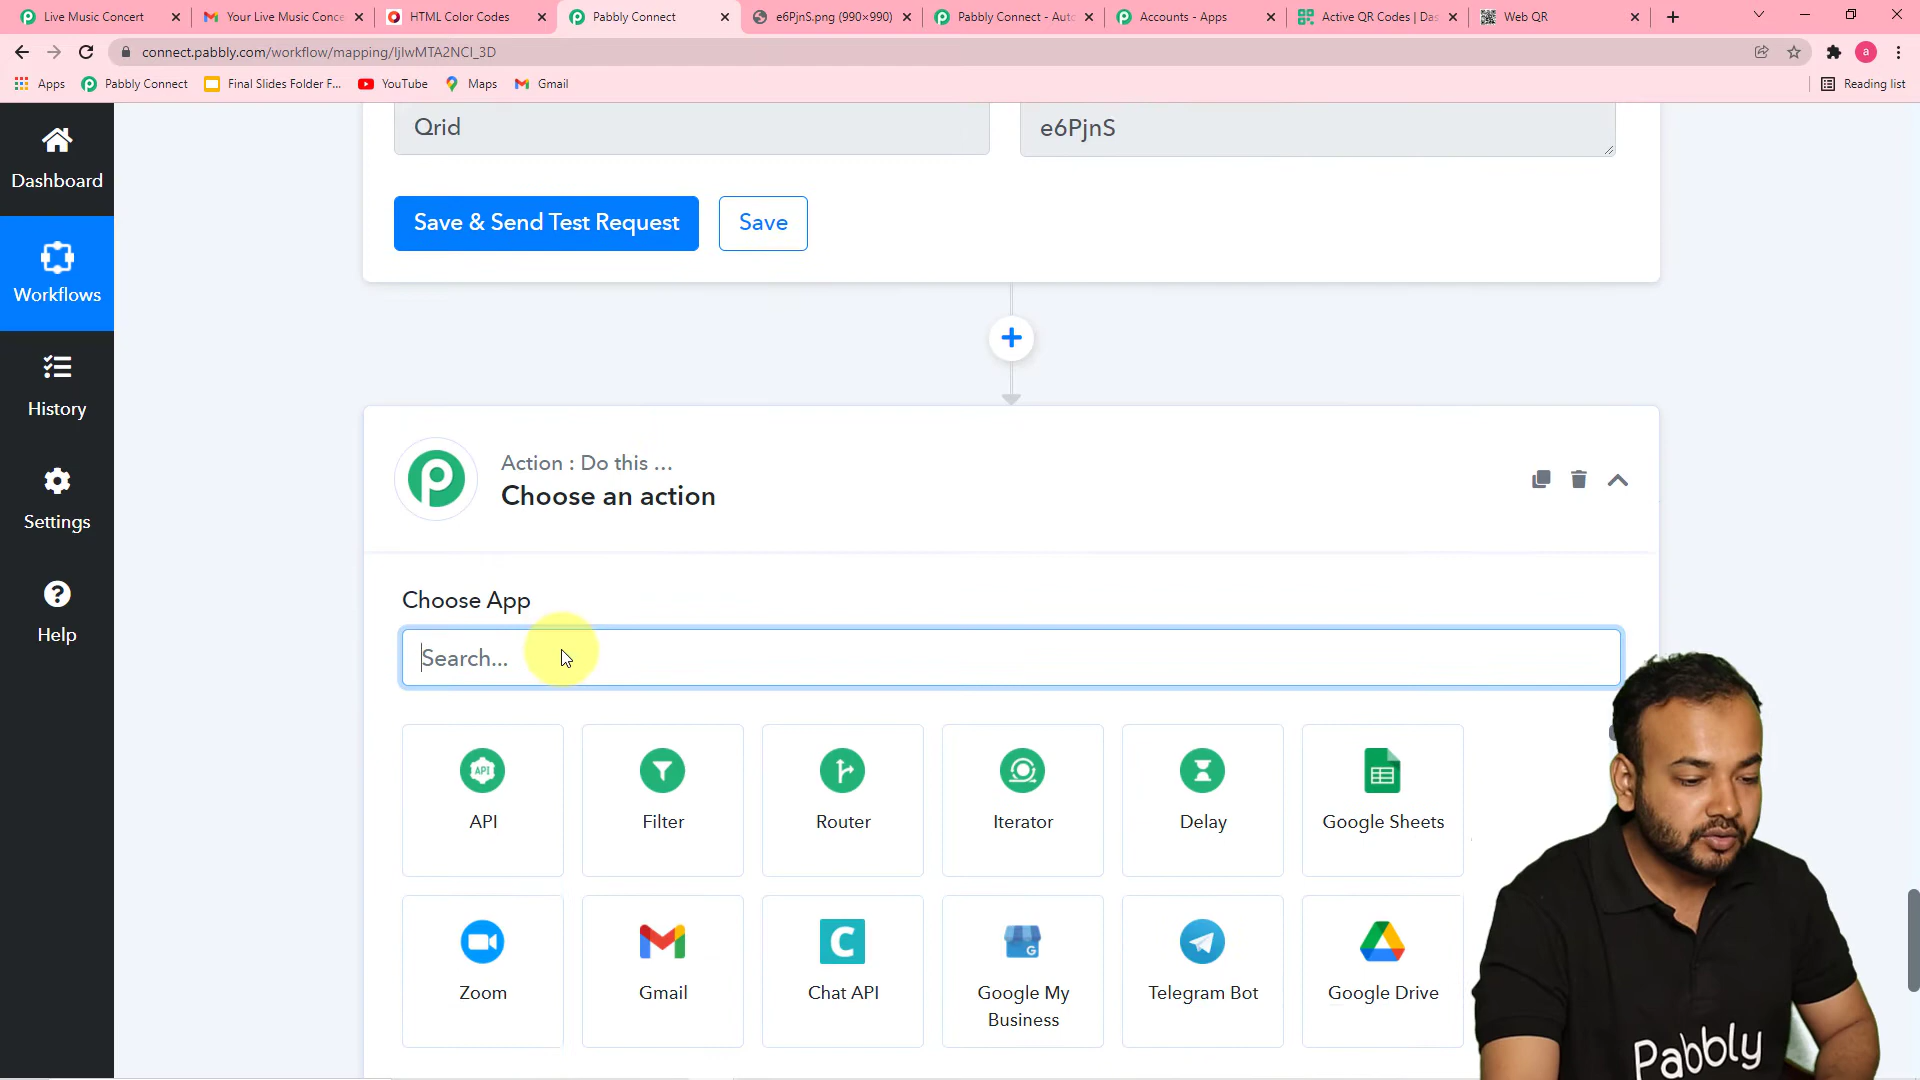 Live Music Concert
Your Live Music Conce
HTML Color Codes
Pabbly Connect
e6PjnS.png (990×990)
Pabbly Connect - Auto
Accounts - Apps
Active QR Codes | Das
Web QR
connect.pabbly.com/workflow/mapping/IjIwMTA2NCI_3D
a
Apps
Pabbly Connect
Final Slides Folder F...
YouTube
Maps
Gmail
Reading list
Dashboard
Workflows
History
Settings
Help
Qrid
e6PjnS
Save & Send Test Request
Save
Action : Do this ...
Choose an action
Choose App
Search...
API
API
Filter
Router
Iterator
Delay
Google Sheets
Zoom
Gmail
C
Chat API
G
Google My
Business
Telegram Bot
Google Drive
Pabbly